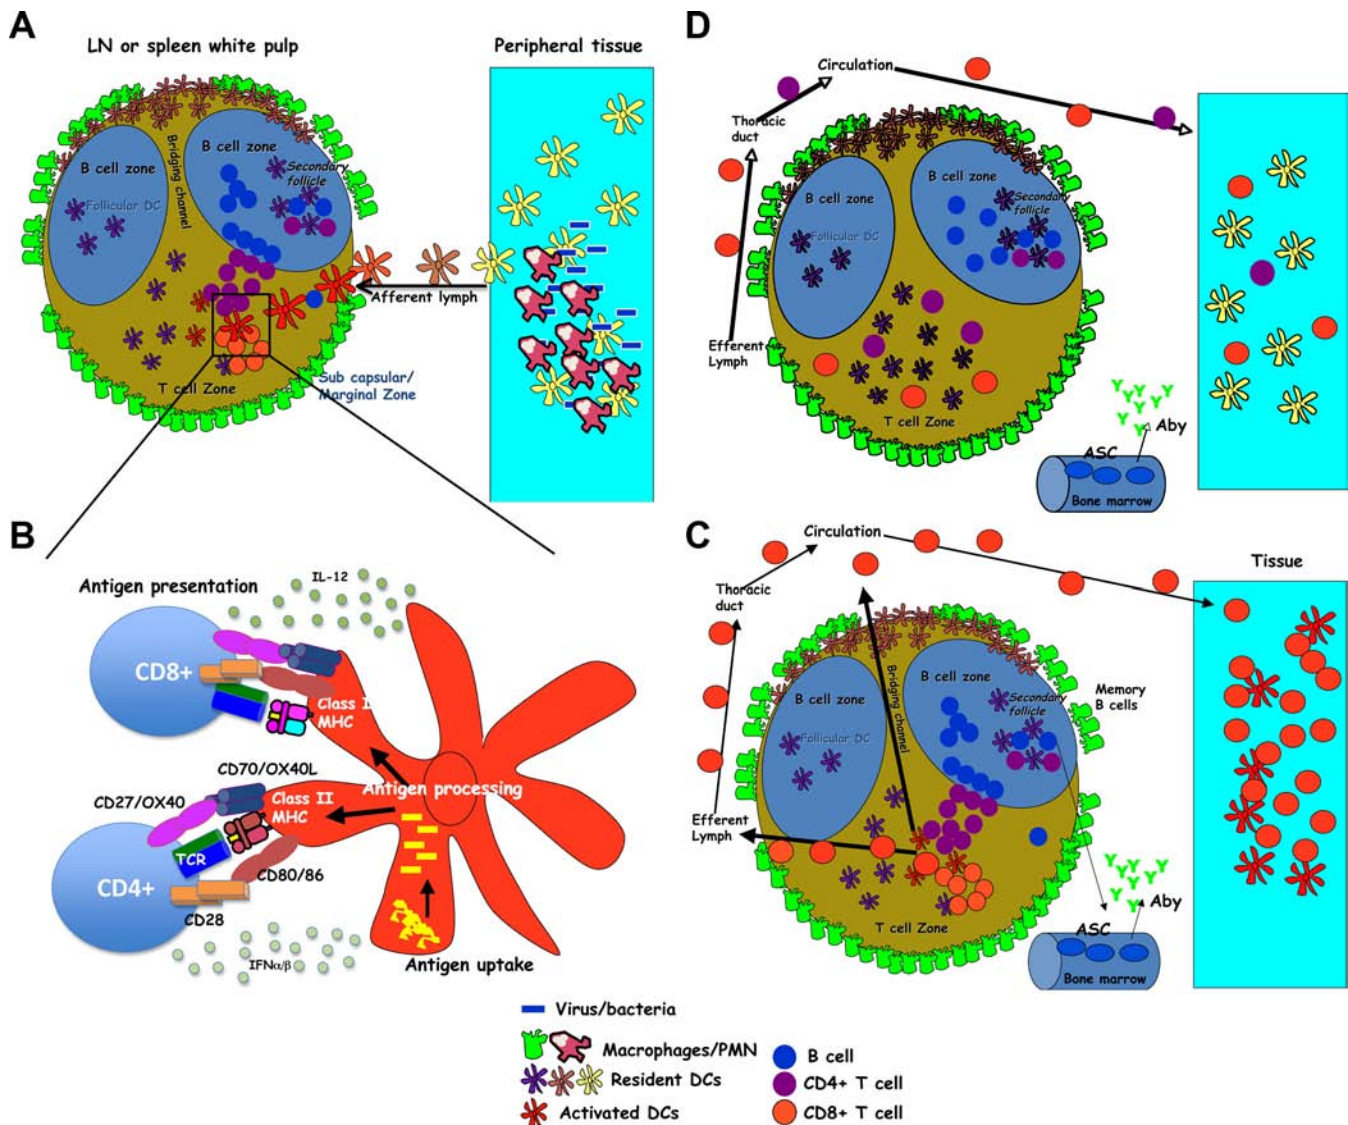 A
LN or spleen white pulp
Peripheral tissue
B cell zone
B cell zone
Bridging channel
Secondary
follicle
Follicular DC
Afferent lymph
T cell Zone
Sub capsular/
Marginal Zone
B
Antigen presentation
IL-12
CD8+
Class I
MHC
CD70/OX40L
CD27/OX40
Antigen processing
Class II
MHC
TCR
CD4+
CD80/86
CD28
IFNα/β
Antigen uptake
D
Circulation
Thoracic
duct
B cell zone
B cell zone
Secondary
follicle
Follicular DC
Efferent
Lymph
T cell Zone
Aby
ASC
Bone marrow
C
Circulation
Tissue
Thoracic
duct
B cell zone
B cell zone
Memory
B cells
Bridging channel
Secondary
follicle
Follicular DC
Efferent
Lymph
T cell Zone
Aby
ASC
Bone marrow
Virus/bacteria
Macrophages/PMN
Resident DCs
Activated DCs
B cell
CD4+ T cell
CD8+ T cell